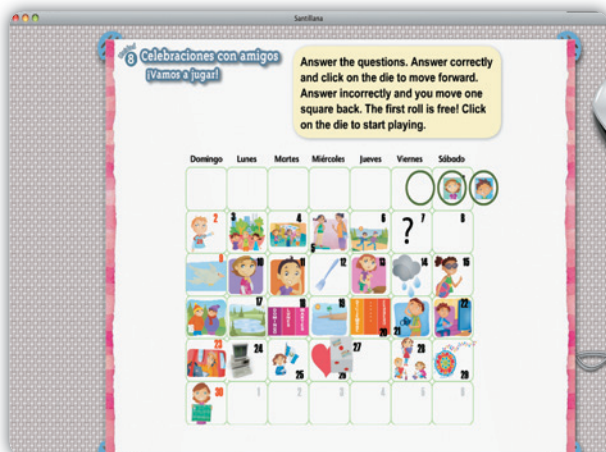 Santillana
Unidad
8 Celebraciones con amigos
¡Vamos a jugar!
Answer the questions. Answer correctly
and click on the die to move forward.
Answer incorrectly and you move one
square back. The first roll is free! Click
on the die to start playing.
Domingo Lunes Martes Miércoles Jueves Viernes Sábado
2 3 4 5 6 ? 7 8
9 10 11 12 13 14 15
17 18 19 20 21 22
23 24 25 26 27 28 29
30 1 2 3 4 5 6